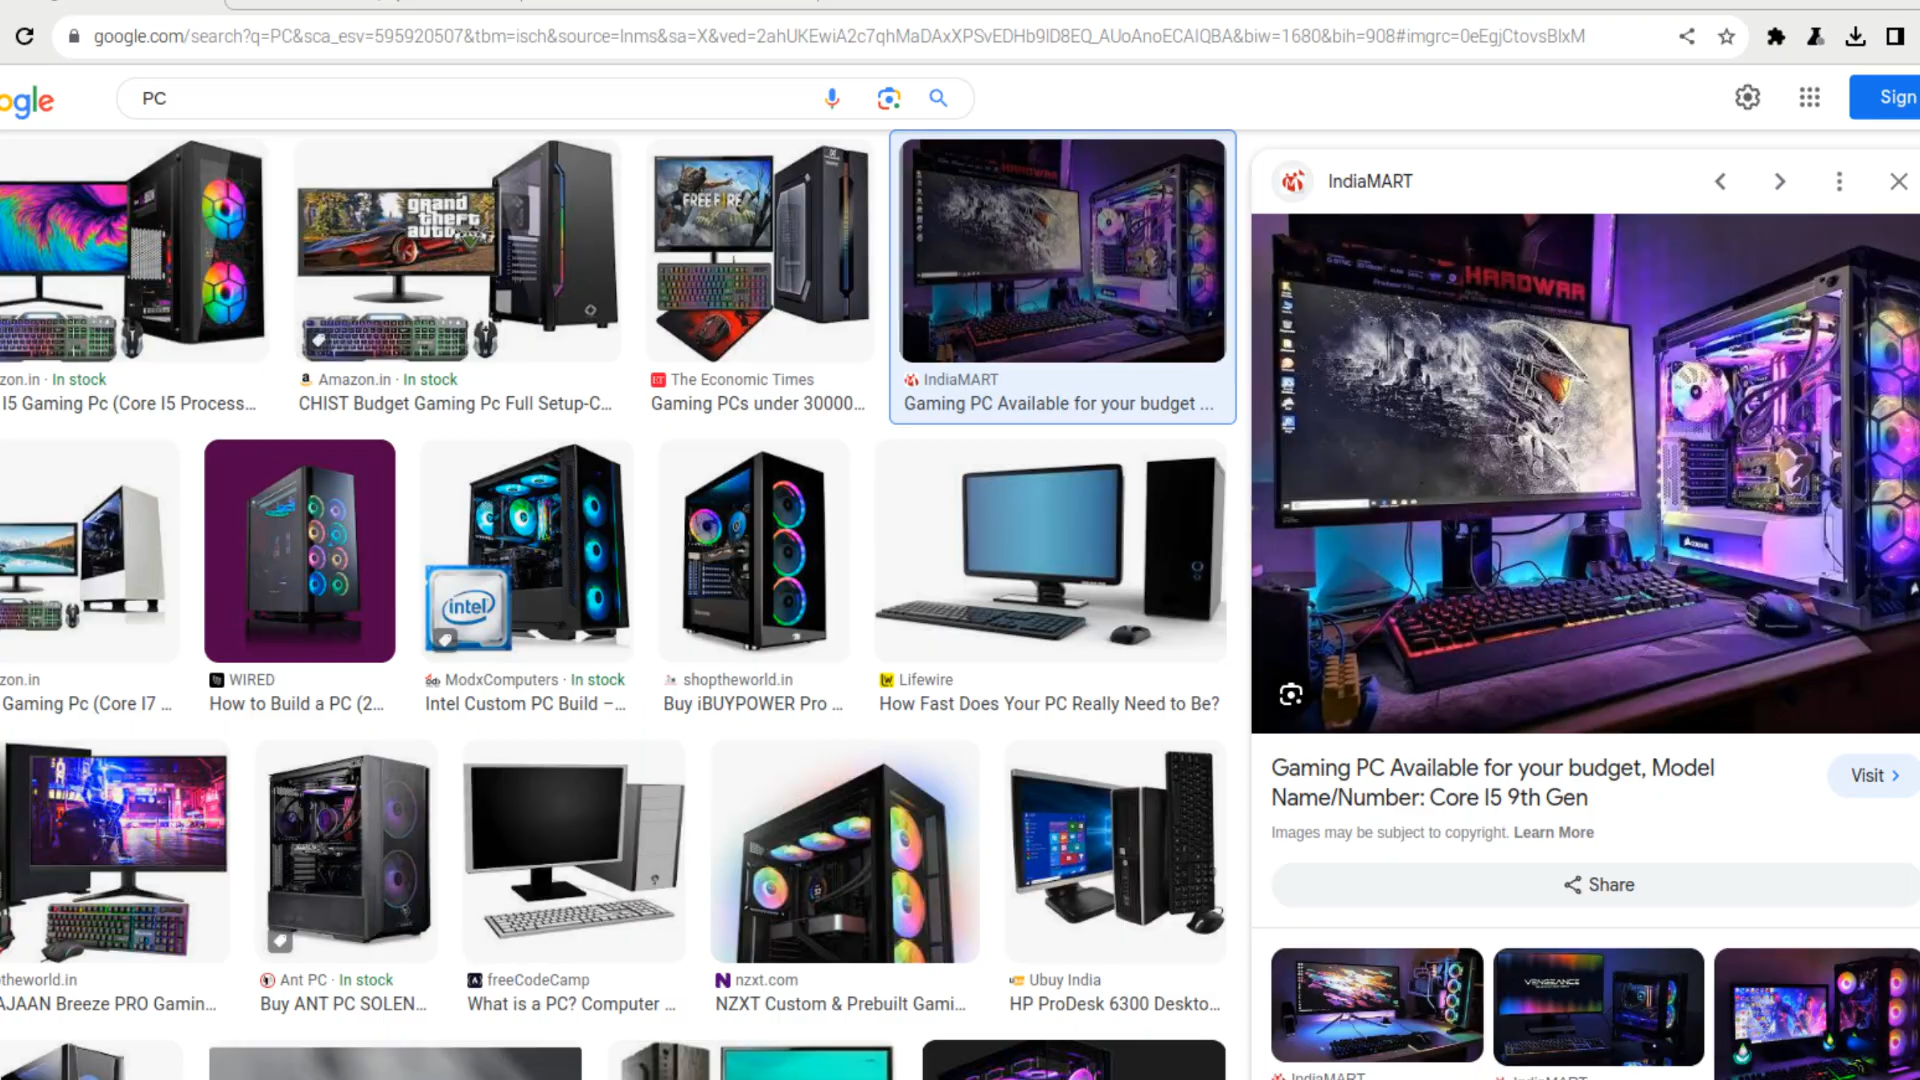 google.com/search?q=PC&sca_esv=595920507&tbm=isch&source=lnms&sa=X&ved=2ahUKEwiA2c7qhMaDAxXPSvEDHb9lD8EQ_AUoAnoECAIQBA&biw=1680&bih=908#imgrc=0eEgjCtovsBlxM
ogle
PC
Sign
IndiaMART
HARDWAR
grand
theft
auto
FREE FIRE
HARDWAR
zon.in · In stock
I5 Gaming Pc (Core I5 Process...
Amazon.in · In stock
CHIST Budget Gaming Pc Full Setup-C...
ET The Economic Times
Gaming PCs under 30000...
IndiaMART
Gaming PC Available for your budget ...
intel
zon.in
Gaming Pc (Core I7 ...
WIRED
How to Build a PC (2...
ModxComputers · In stock
Intel Custom PC Build –...
shoptheworld.in
Buy iBUYPOWER Pro ...
Lifewire
How Fast Does Your PC Really Need to Be?
Gaming PC Available for your budget, Model
Name/Number: Core I5 9th Gen
Visit
Images may be subject to copyright. Learn More
Share
theworld.in
AJAAN Breeze PRO Gamin...
Ant PC · In stock
Buy ANT PC SOLEN...
freeCodeCamp
What is a PC? Computer ...
nzxt.com
NZXT Custom & Prebuilt Gami...
Ubuy India
HP ProDesk 6300 Deskto...
VENGEANCE
IndiaMART
IndiaMART